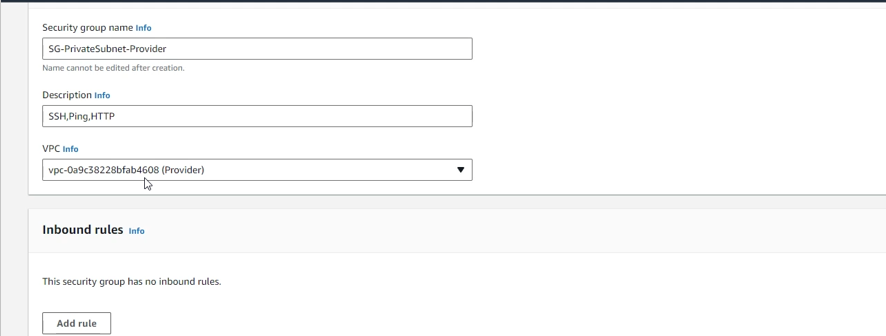 Security group name Info
SG-PrivateSubnet-Provider
Name cannot be edited after creation.
Description Info
SSH,Ping,HTTP
VPC Info
vpc-0a9c38228bfab4608 (Provider)
Inbound rules Info
This security group has no inbound rules.
Add rule